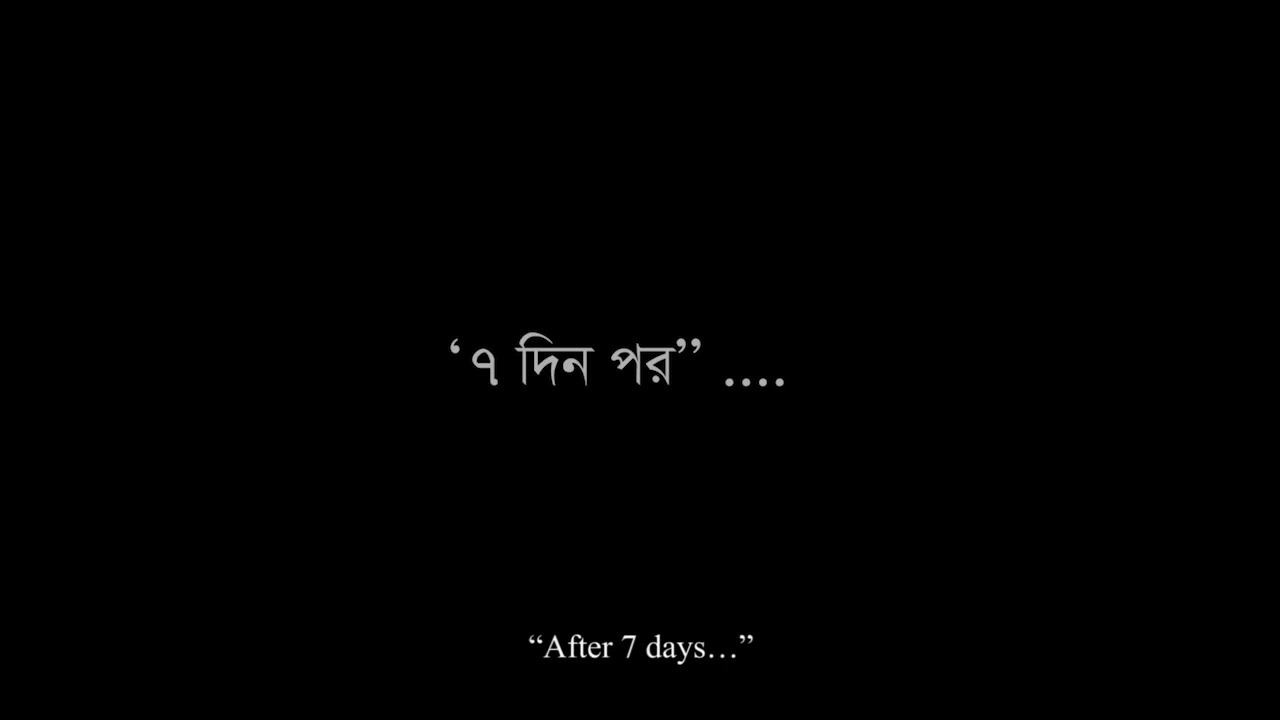 ‘৭ দিন পর” ....
“After 7 days…”